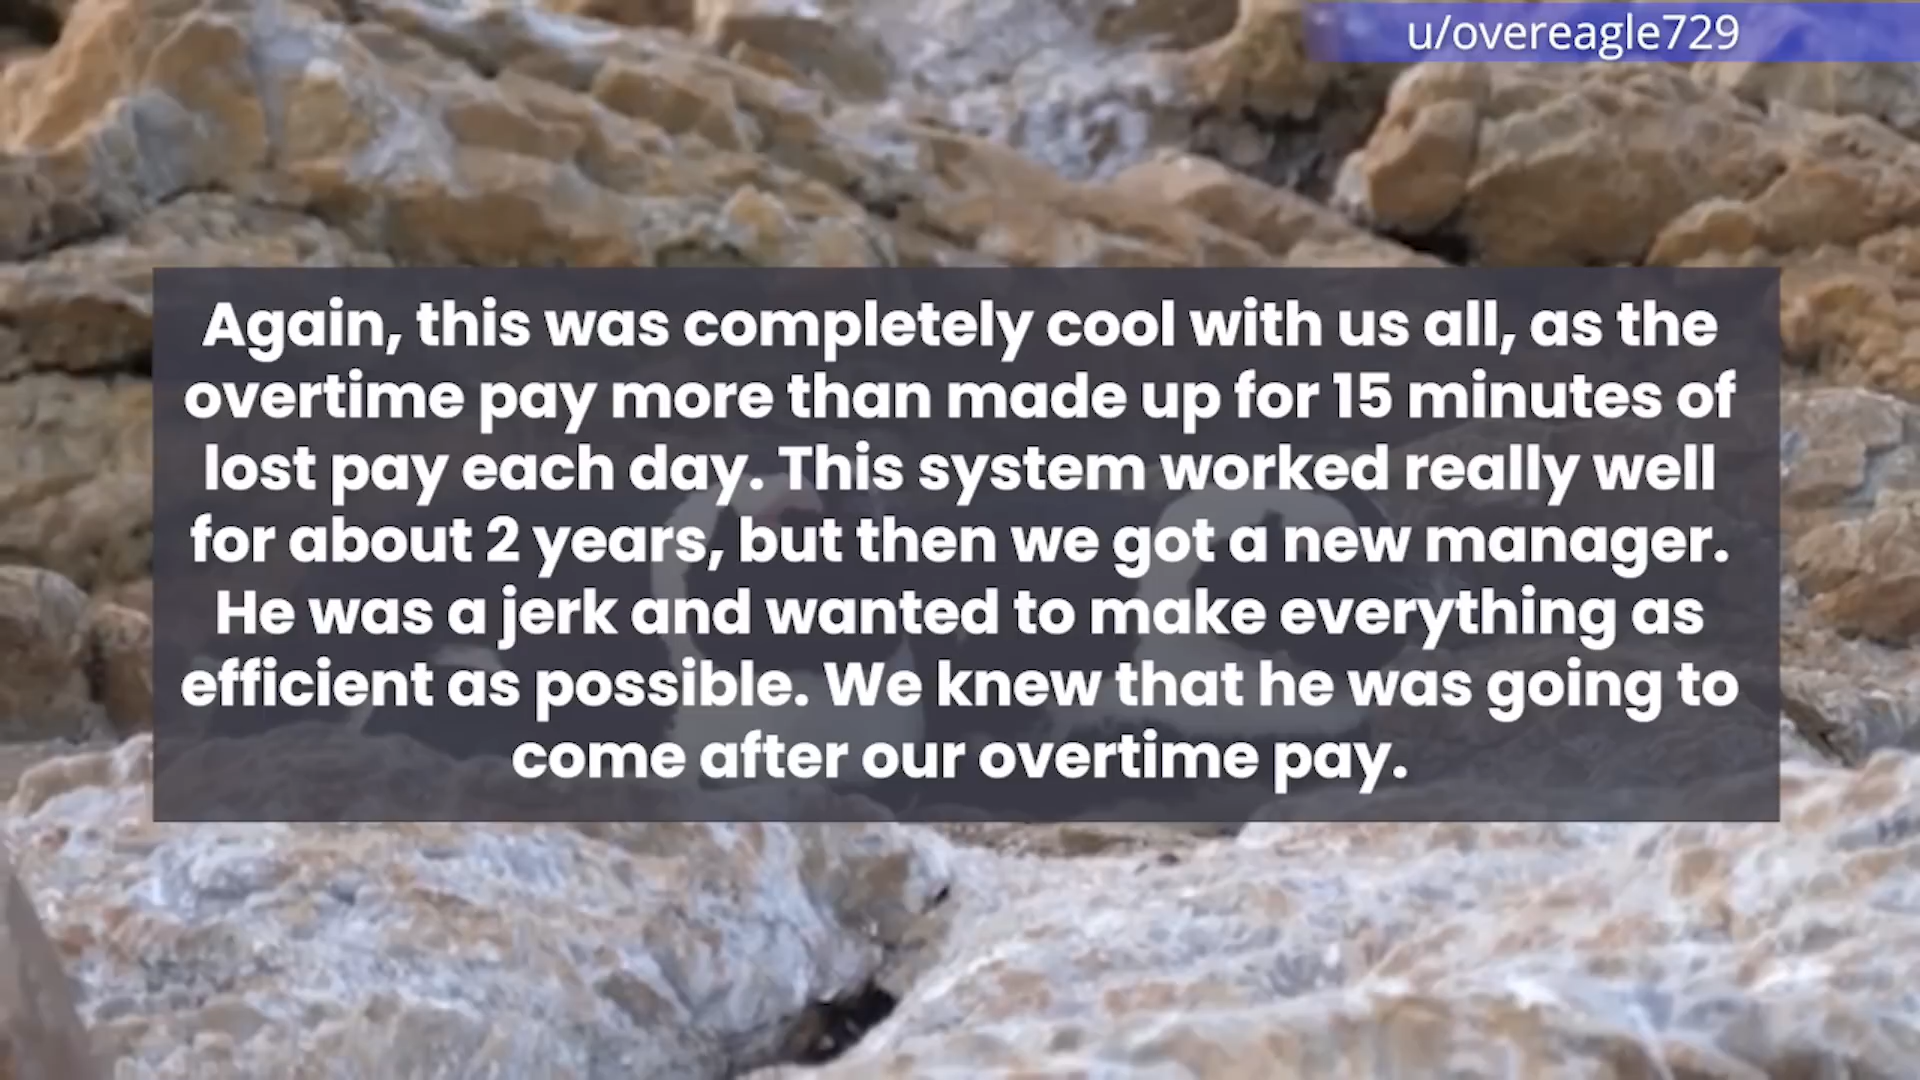 u/overeagle729
Again, this was completely cool with us all, as the
overtime pay more than made up for 15 minutes of
lost pay each day. This system worked really well
for about 2 years, but then we got a new manager.
He was a jerk and wanted to make everything as
efficient as possible. We knew that he was going to
come after our overtime pay.